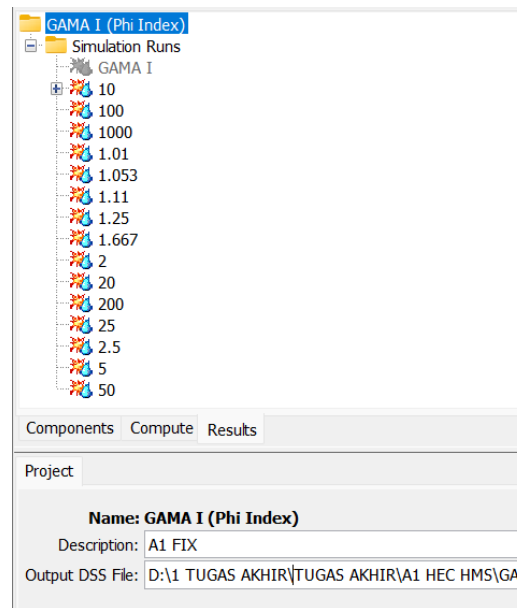 GAMA I (Phi Index)
Simulation Runs
GAMA I
10
100
1000
1.01
1.053
1.11
1.25
1.667
2
20
200
25
2.5
5
50
Components Compute Results
Project
Name: GAMA I (Phi Index)
Description: A1 FIX
Output DSS File: D:\1 TUGAS AKHIR\TUGAS AKHIR\A1 HEC HMS\GA